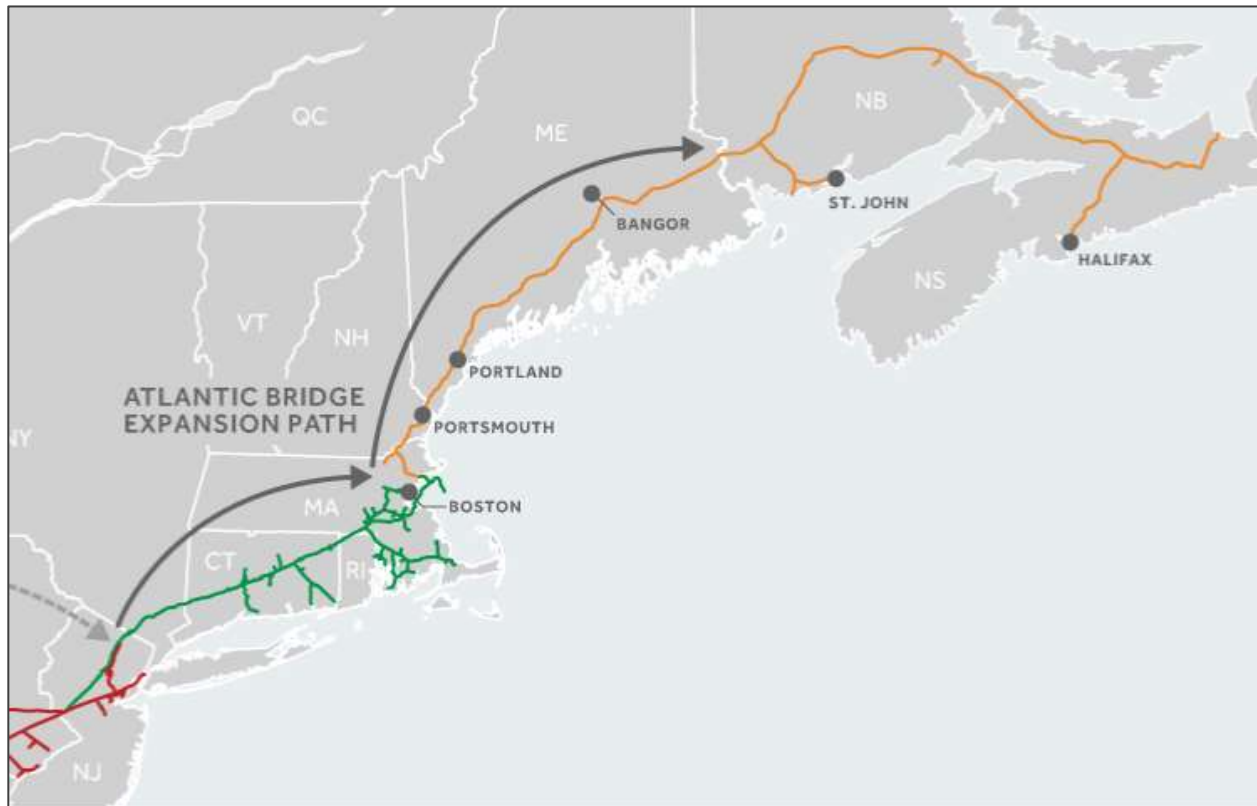 QC
ME
NB
ST. JOHN
BANGOR
NS
HALIFAX
VT
NH
PORTLAND
ATLANTIC BRIDGE
EXPANSION PATH
PORTSMOUTH
NY
MA
BOSTON
CT
RI
NJ